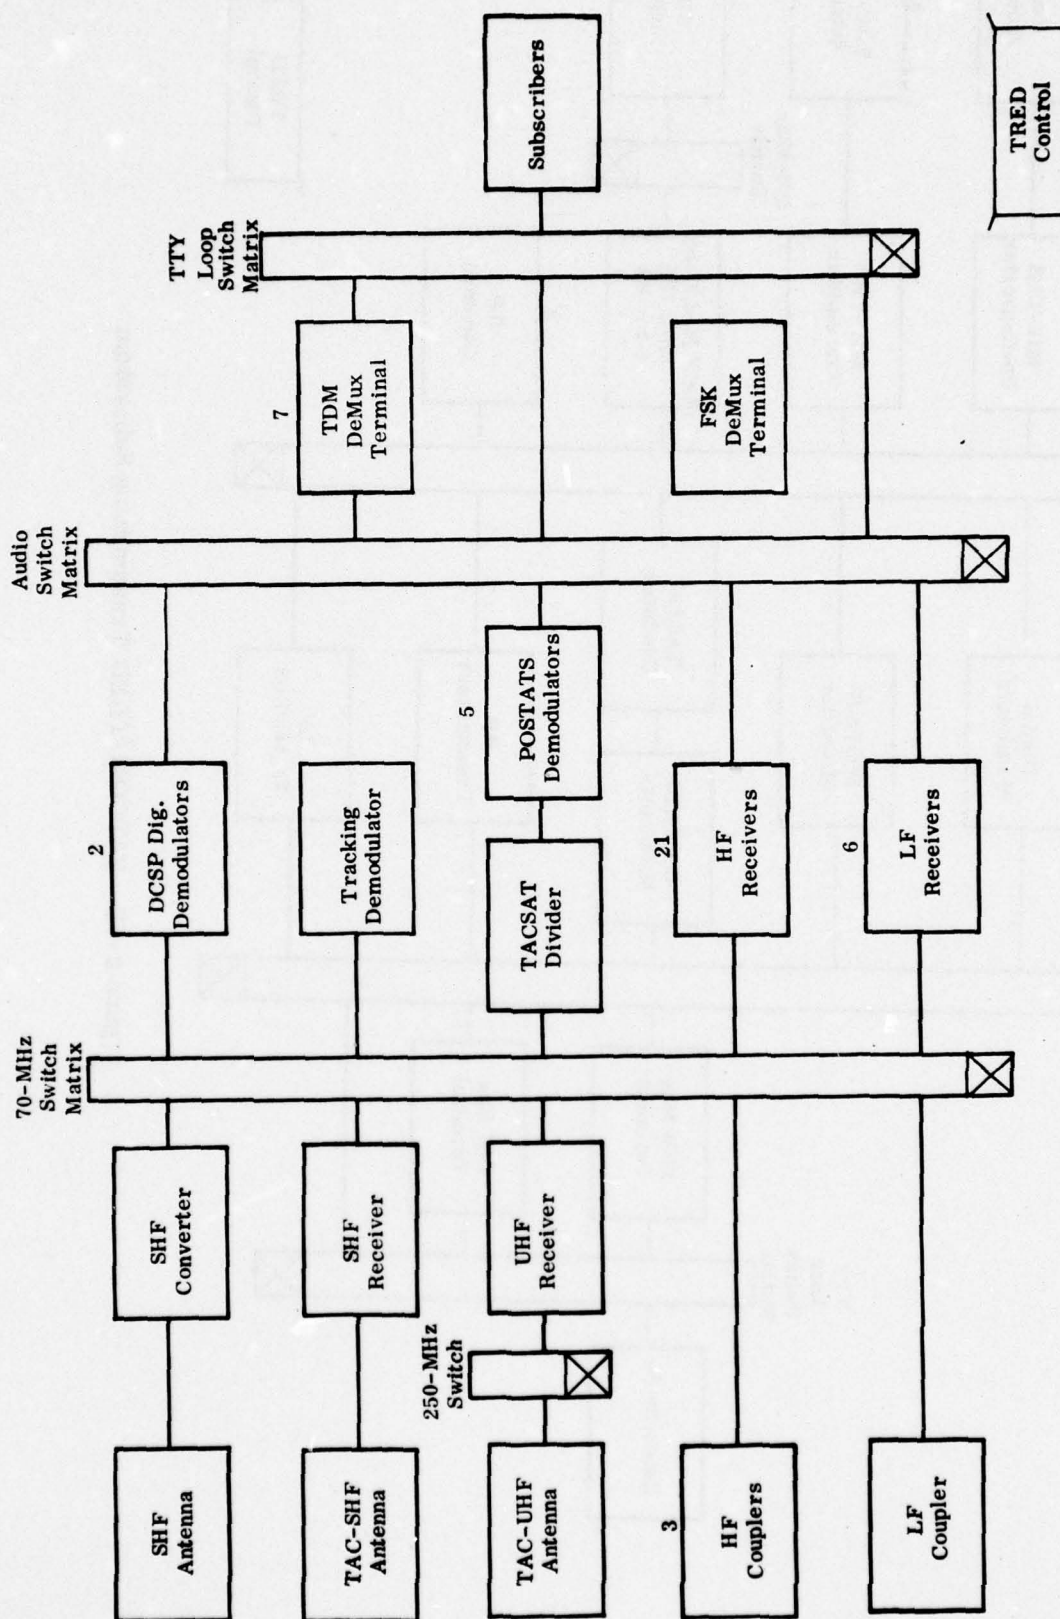 SHF
Antenna
TAC-SHF
Antenna
TAC-UHF
Antenna
3
HF
Couplers
LF
Coupler
250-MHz
Switch
SHF
Converter
SHF
Receiver
UHF
Receiver
70-MHz
Switch
Matrix
2
DCSP Dig.
Demodulators
Tracking
Demodulator
TACSAT
Divider
5
POSTATS
Demodulators
21
HF
Receivers
6
LF
Receivers
Audio
Switch
Matrix
7
TDM
DeMux
Terminal
FSK
DeMux
Terminal
TTY
Loop
Switch
Matrix
Subscribers
TRED
Control